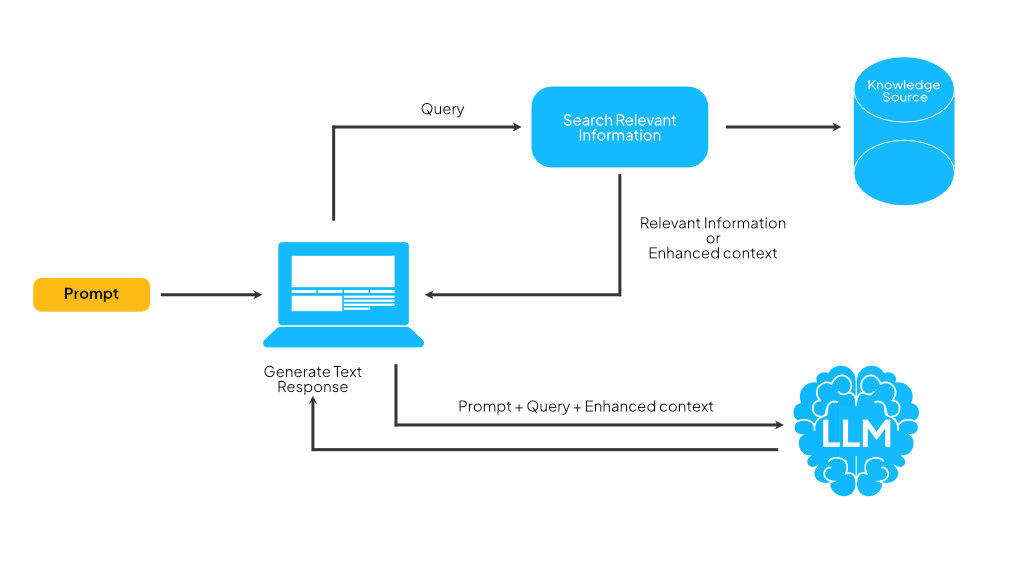 Knowledge
Source
Query
Search Relevant
Information
Relevant Information
or
Enhanced context
Prompt
Generate Text
Response
Prompt + Query + Enhanced context
LLM